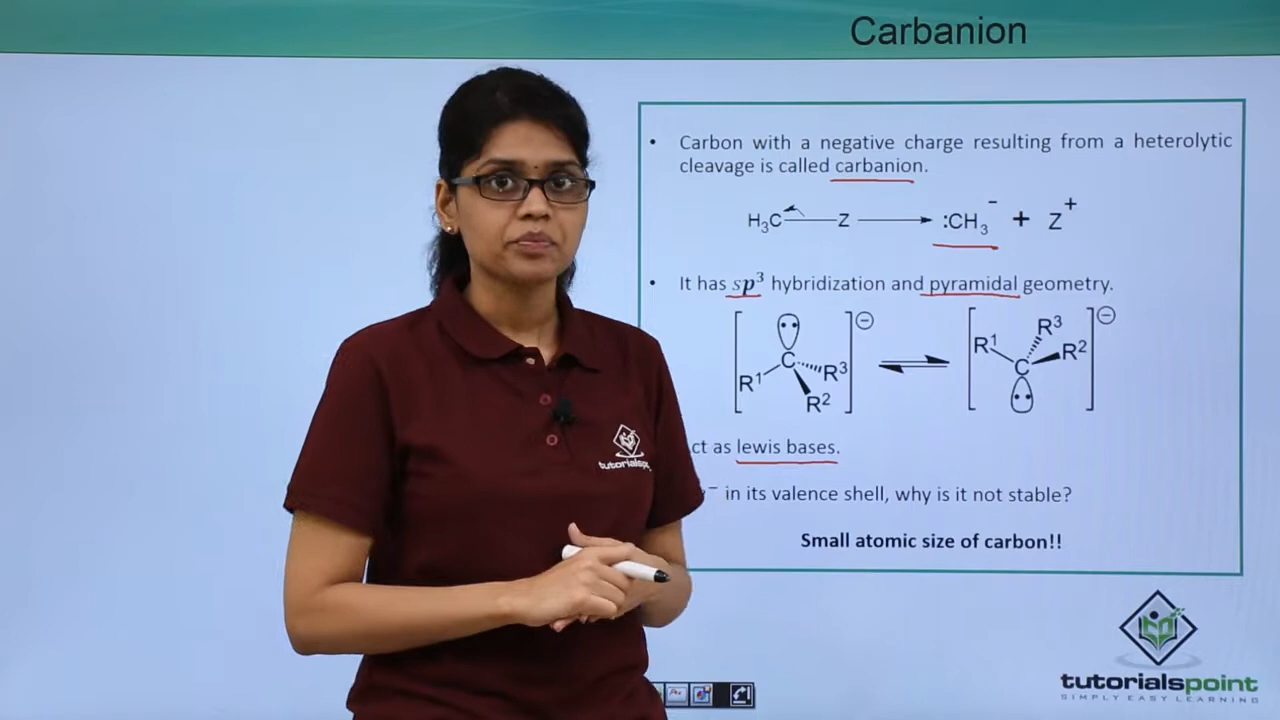 Carbanion
• Carbon with a negative charge resulting from a heterolytic
cleavage is called carbanion.
H₃C—Z ⟶ :CH₃⁻ + Z⁺
• It has sp³ hybridization and pyramidal geometry.
R¹ C R³ R² ⊖ ⇌ R¹ C R³ R² ⊖
ct as lewis bases.
⁻ in its valence shell, why is it not stable?
Small atomic size of carbon!!
tutorialspoint
SIMPLY EASY LEARNING